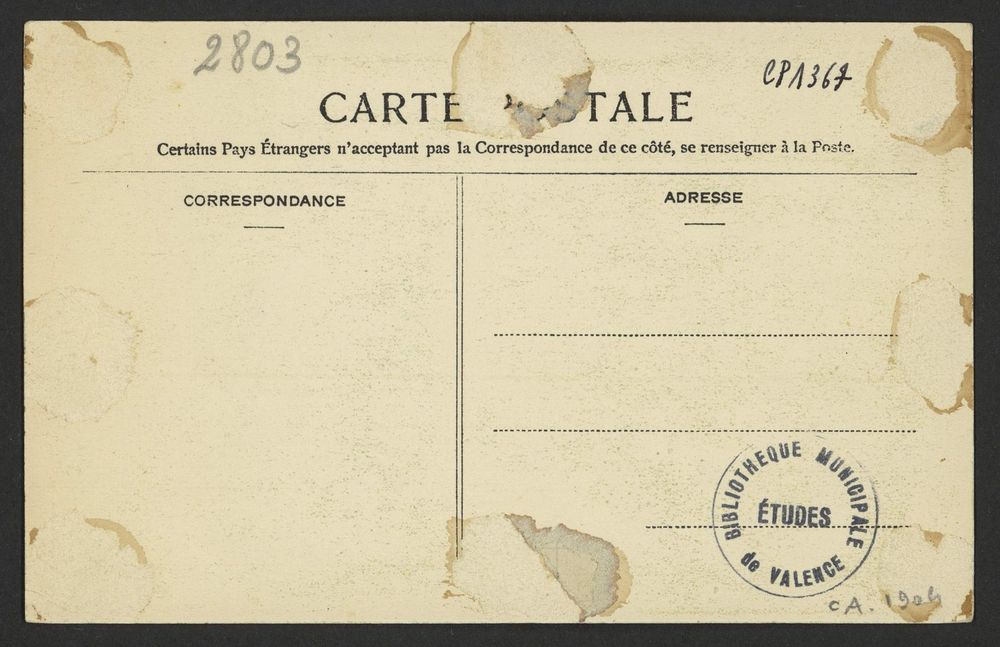 2803
CP1367
CARTE TALE
Certains Pays Étrangers n'acceptant pas la Correspondance de ce côté, se renseigner à la Poste.
CORRESPONDANCE
ADRESSE
BIBLIOTHEQUE MUNICIPALE
ÉTUDES
de VALENCE
CA. 1904